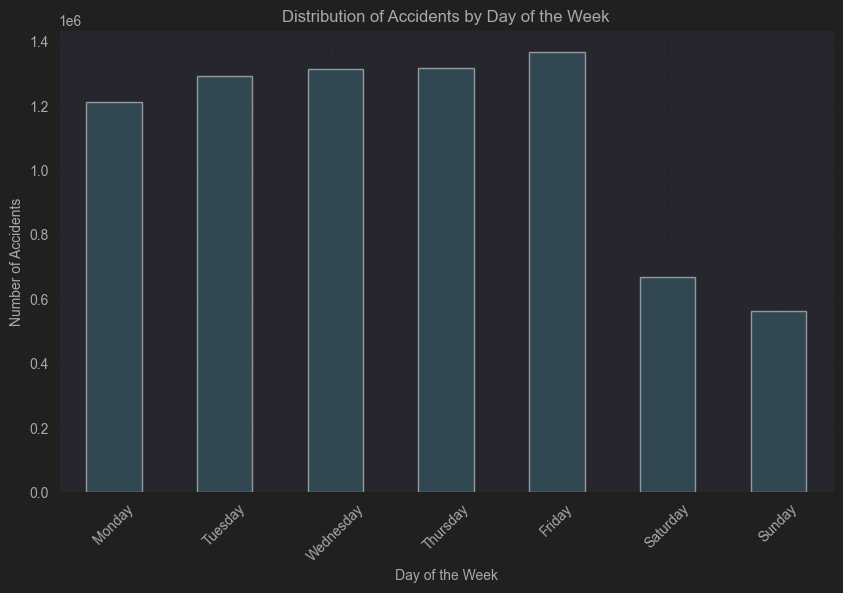 Distribution of Accidents by Day of the Week
1e6
1.4
1.2
1.0
0.8
0.6
0.4
0.2
0.0
Number of Accidents
Monday
Tuesday
Wednesday
Thursday
Friday
Saturday
Sunday
Day of the Week